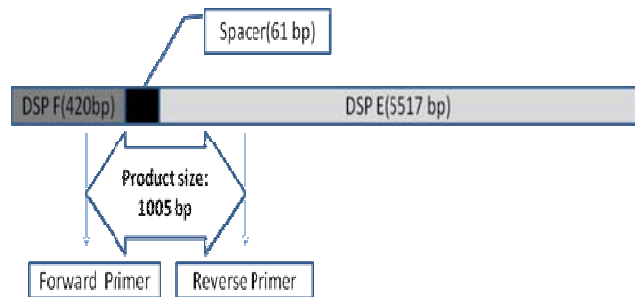 Spacer(61 bp)
DSP F(420bp)
DSP E(5517 bp)
Product size:
1005 bp
Forward Primer
Reverse Primer